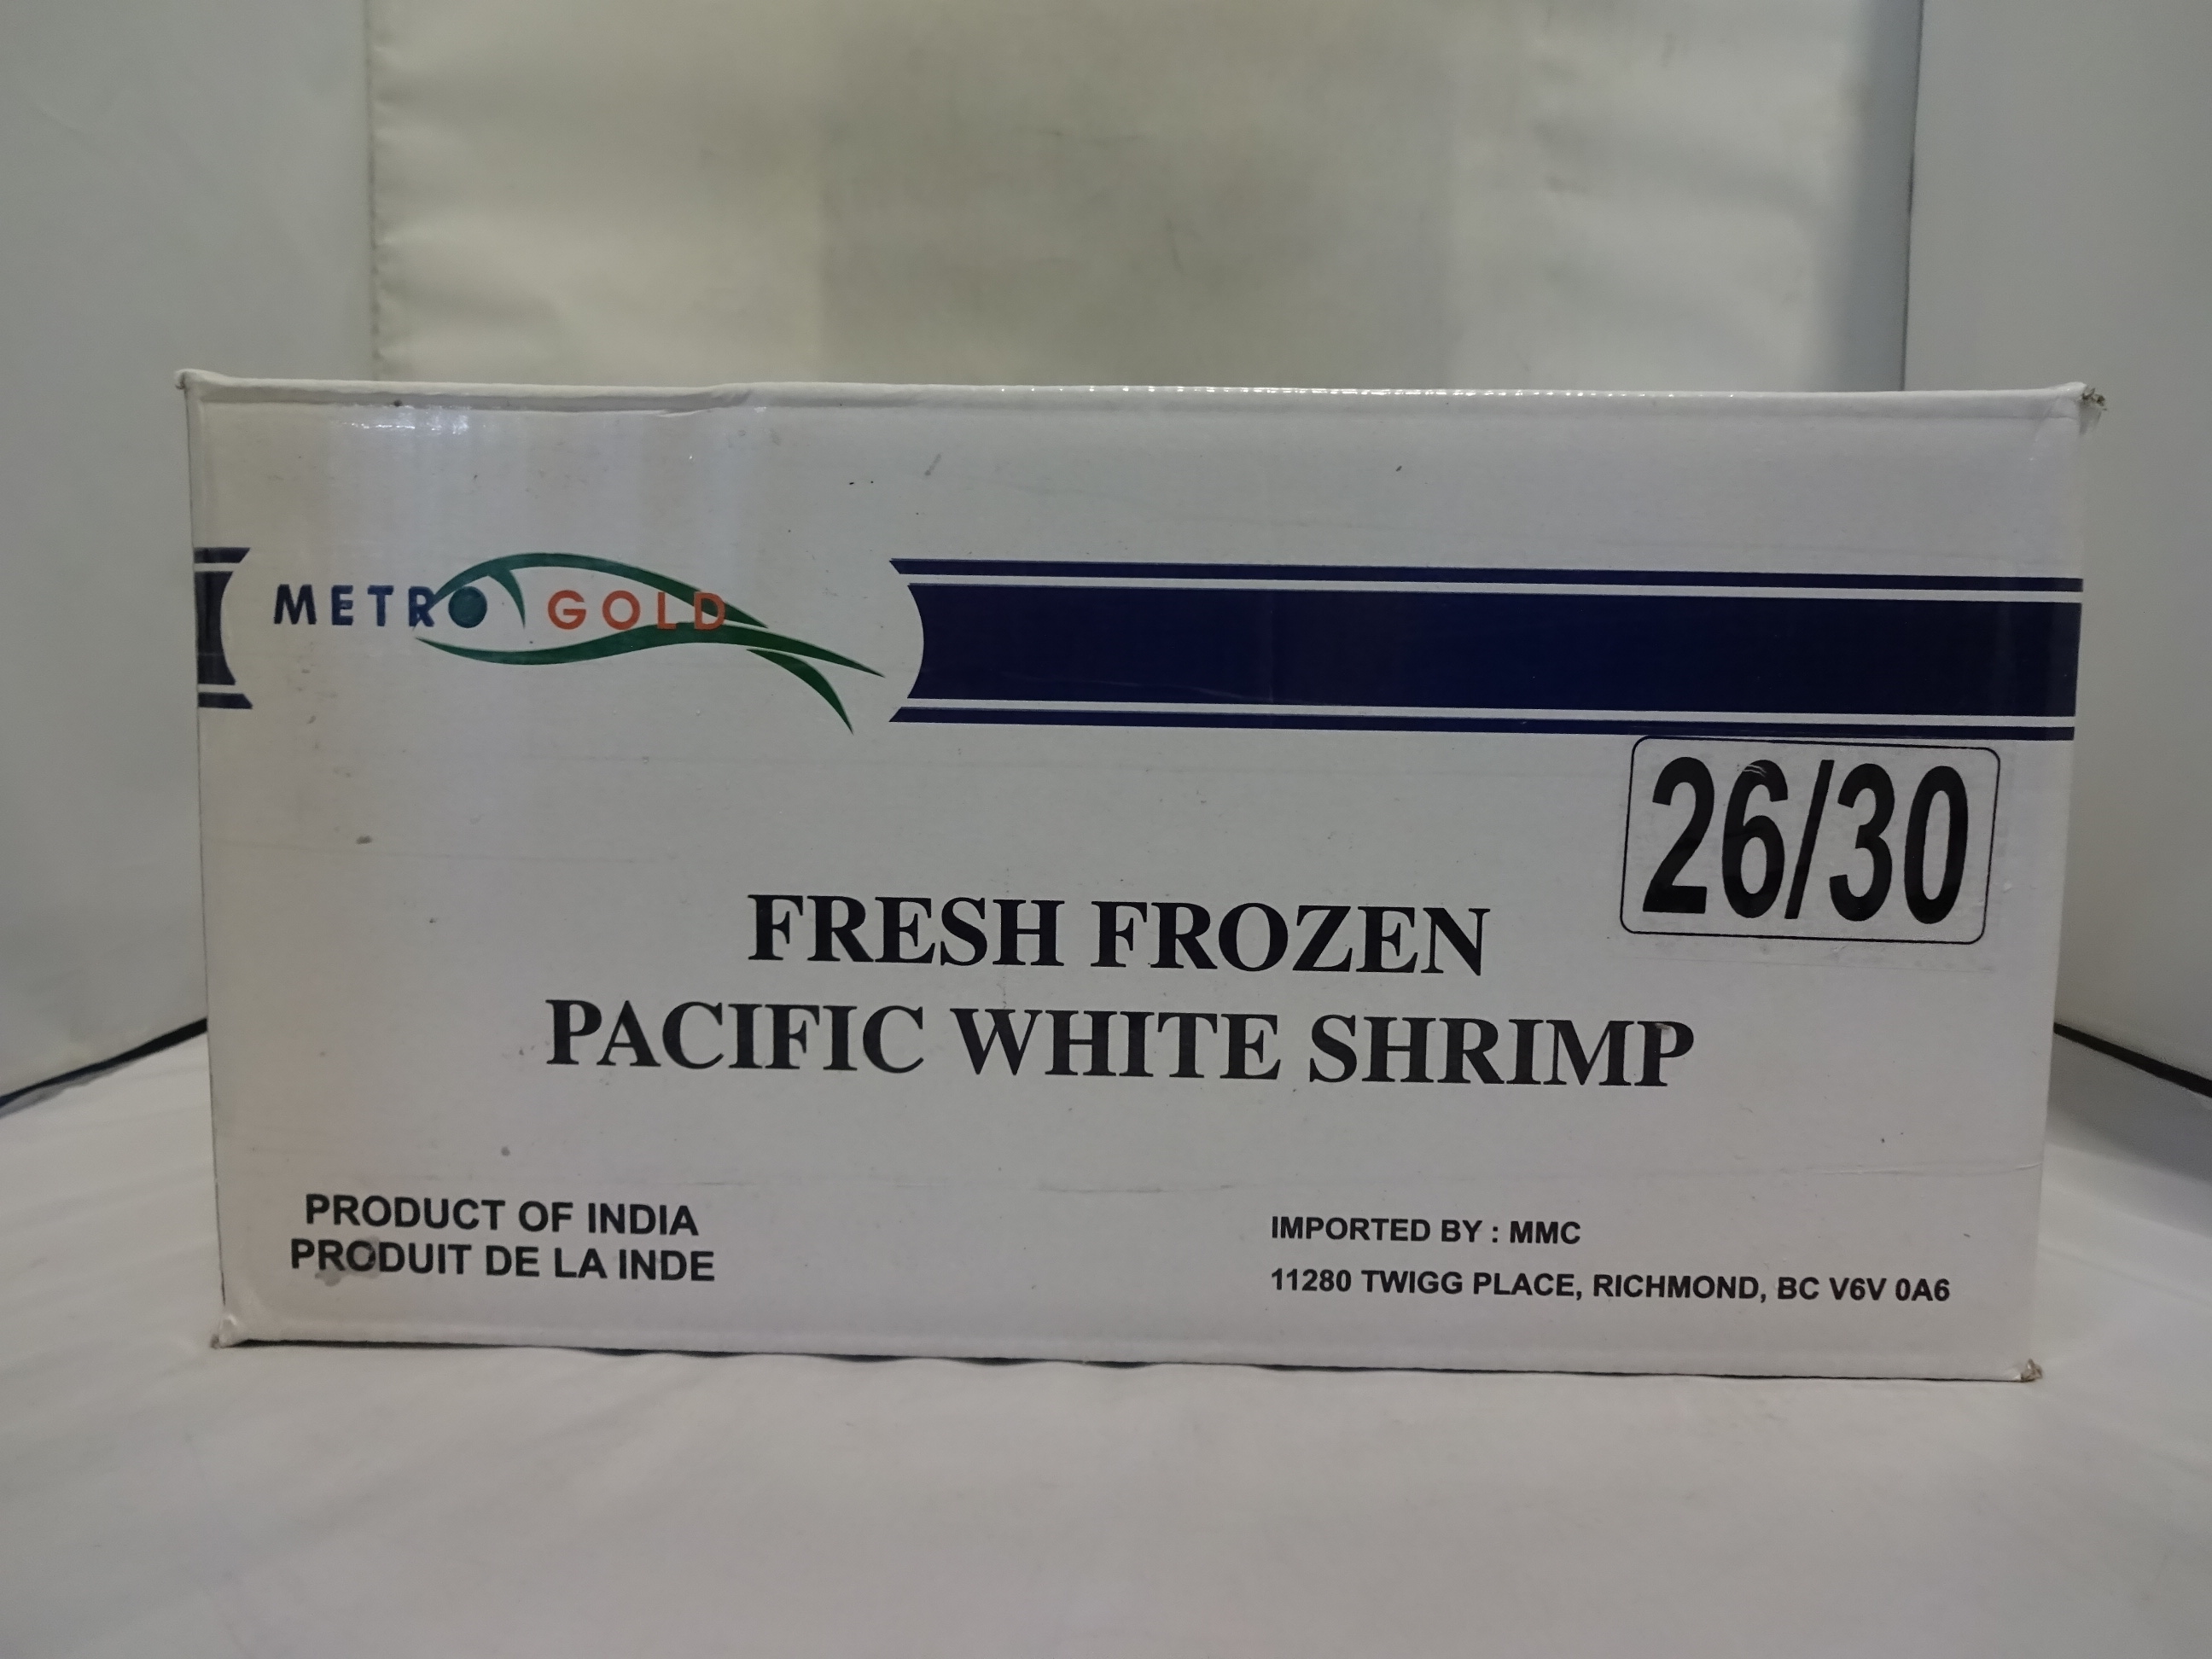 METRO GOLD
26/30
FRESH FROZEN
PACIFIC WHITE SHRIMP
PRODUCT OF INDIA
PRODUIT DE LA INDE
IMPORTED BY : MMC
11280 TWIGG PLACE, RICHMOND, BC V6V 0A6